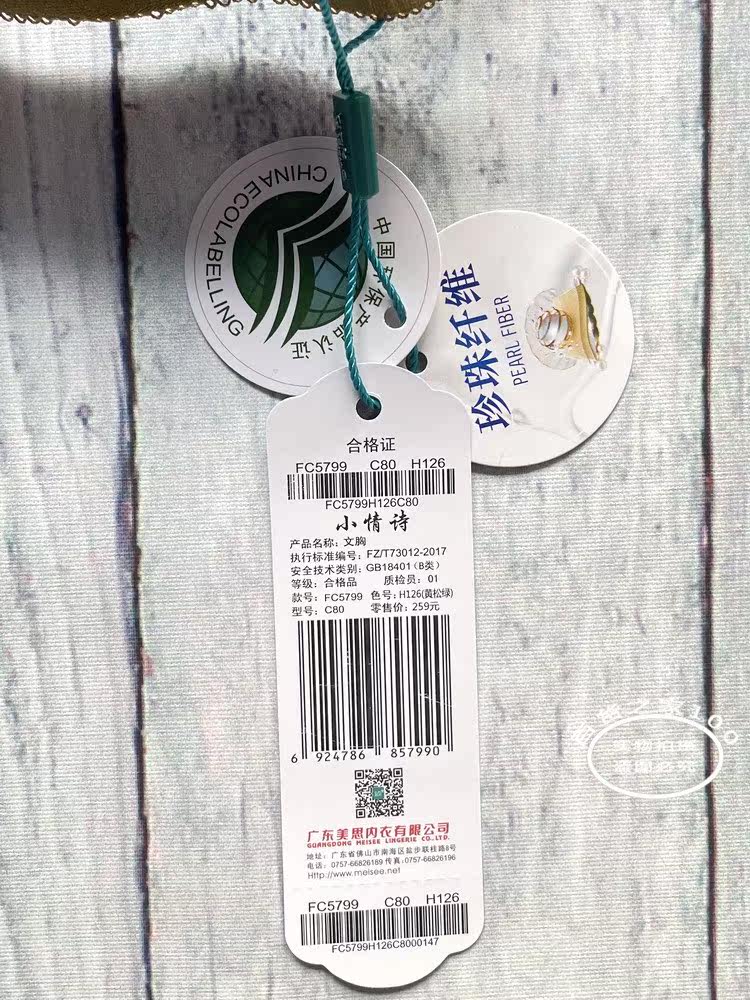 CHINA ECOLABELLING
中国环保产品认证
珍珠纤维
PEARL FIBER
合格证
FC5799 C80 H126
FC5799H126C80
小情诗
产品名称：文胸
执行标准编号：FZ/T73012-2017
安全技术类别：GB18401（B类）
等级：合格品 质检员：01
款号：FC5799 色号：H126(黄松绿)
型号：C80 零售价：259元
6 924786 857990
广东美思内衣有限公司
GUANGDONG MEISEE LINGERIE CO.LTD.
地址：广东省佛山市南海区盐步联桂路8号
电话：0757-66826189 传真:0757-66826196
Http://www.meisee.net
FC5799 C80 H126
FC5799H126C8000147